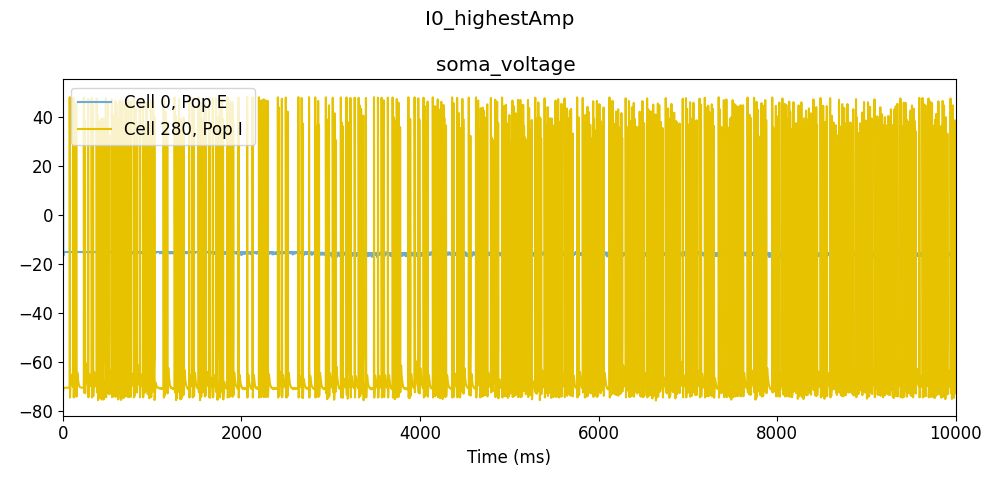 I0_highestAmp
soma_voltage
Cell 0, Pop E
Cell 280, Pop I
40
20
0
−20
−40
−60
−80
0
2000
4000
6000
8000
10000
Time (ms)